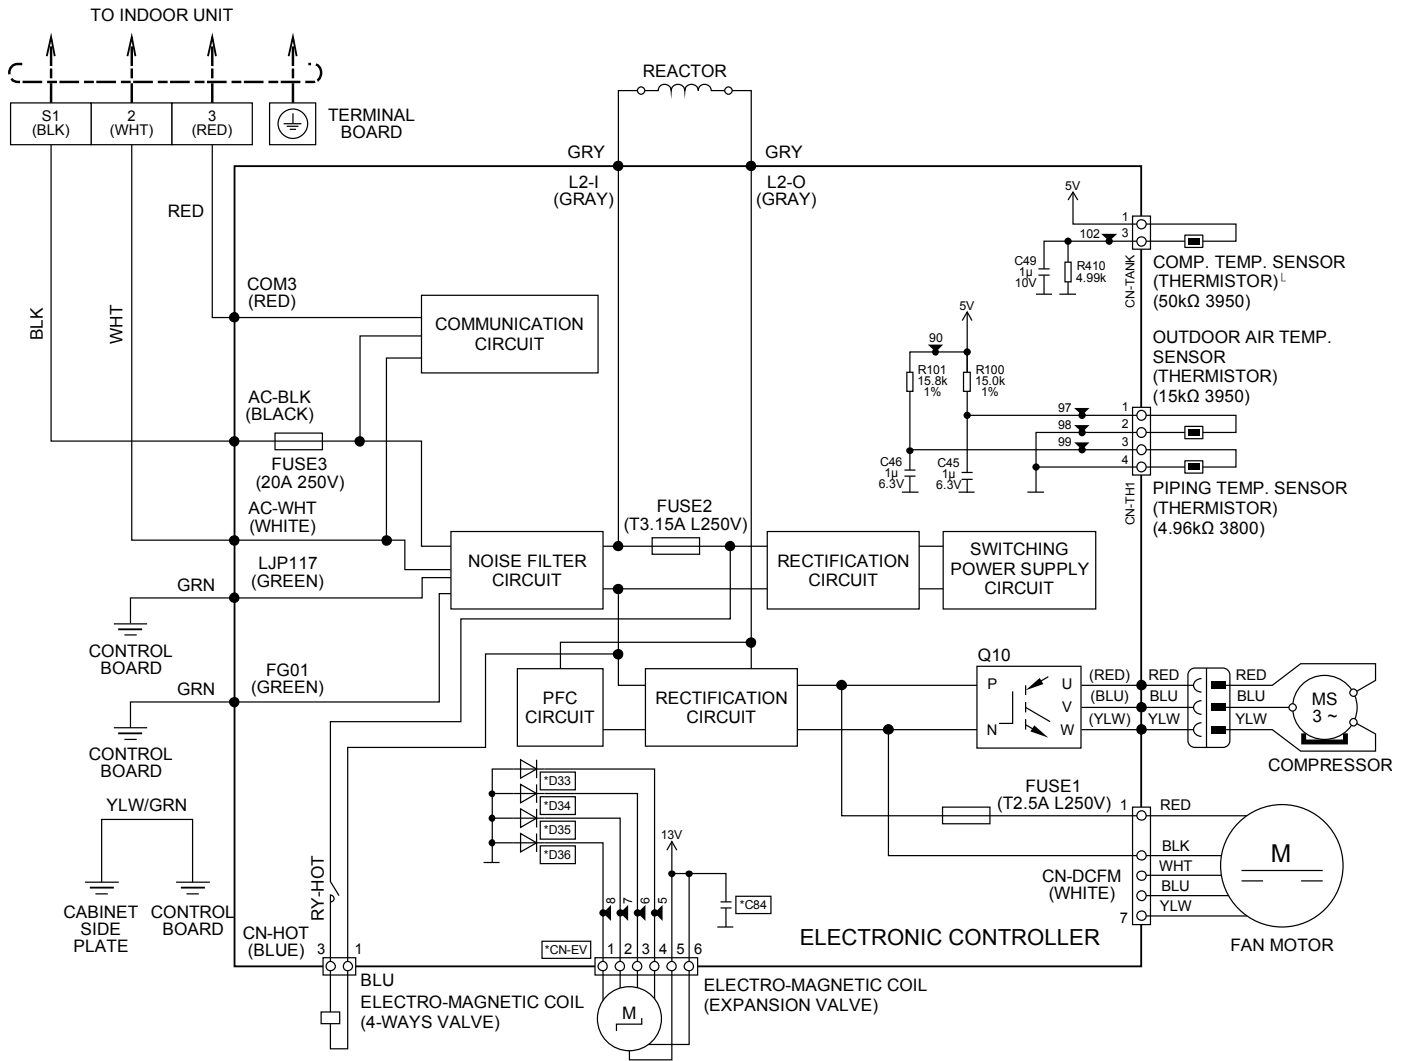 TO INDOOR UNIT
REACTOR
S1
(BLK)
2
(WHT)
3
(RED)
TERMINAL
BOARD
GRY
GRY
L2-I
(GRAY)
L2-O
(GRAY)
RED
BLK
WHT
COM3
(RED)
COMMUNICATION
CIRCUIT
AC-BLK
(BLACK)
FUSE3
(20A 250V)
AC-WHT
(WHITE)
LJP117
(GREEN)
GRN
CONTROL
BOARD
FG01
(GREEN)
GRN
CONTROL
BOARD
YLW/GRN
CABINET
SIDE
PLATE
CONTROL
BOARD
NOISE FILTER
CIRCUIT
FUSE2
(T3.15A L250V)
RECTIFICATION
CIRCUIT
SWITCHING
POWER SUPPLY
CIRCUIT
PFC
CIRCUIT
RECTIFICATION
CIRCUIT
5V
1
102
3
C49
1µ
10V
R410
4.99k
CN-TANK
COMP. TEMP. SENSOR
(THERMISTOR)
(50kΩ 3950)
5V
90
R101
15.8k
1%
R100
15.0k
1%
OUTDOOR AIR TEMP.
SENSOR
(THERMISTOR)
(15kΩ 3950)
97
1
98
2
99
3
4
C46
1µ
6.3V
C45
1µ
6.3V
CN-TH1
PIPING TEMP. SENSOR
(THERMISTOR)
(4.96kΩ 3800)
Q10
P
U
N
V
W
(RED)
RED
RED
(BLU)
BLU
BLU
(YLW)
YLW
YLW
MS
3 ~
COMPRESSOR
FUSE1
(T2.5A L250V)
1
RED
BLK
CN-DCFM
(WHITE)
WHT
BLU
7
YLW
M
FAN MOTOR
*D33
*D34
*D35
*D36
13V
8
7
6
5
*C84
RY-HOT
CN-HOT
(BLUE)
3
1
BLU
ELECTRO-MAGNETIC COIL
(4-WAYS VALVE)
*CN-EV
1
2
3
4
5
6
M
ELECTRO-MAGNETIC COIL
(EXPANSION VALVE)
ELECTRONIC CONTROLLER